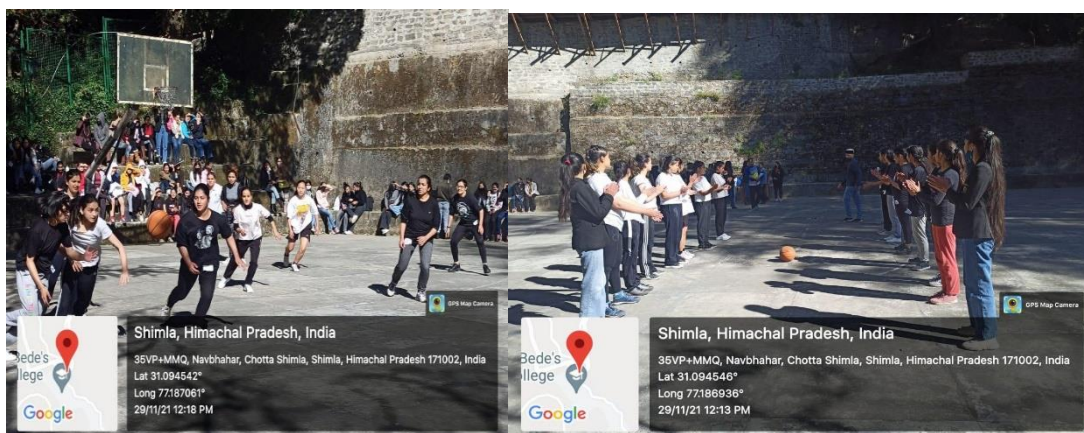 GPS Map Camera
Shimla, Himachal Pradesh, India
35VP+MMQ, Navbhahar, Chotta Shimla, Shimla, Himachal Pradesh 171002, India
Lat 31.094542°
Long 77.187061°
29/11/21 12:18 PM
Bede's
llege
Google
GPS Map Camera
Shimla, Himachal Pradesh, India
35VP+MMQ, Navbhahar, Chotta Shimla, Shimla, Himachal Pradesh 171002, India
Lat 31.094546°
Long 77.186936°
29/11/21 12:13 PM
Bede's
llege
Google